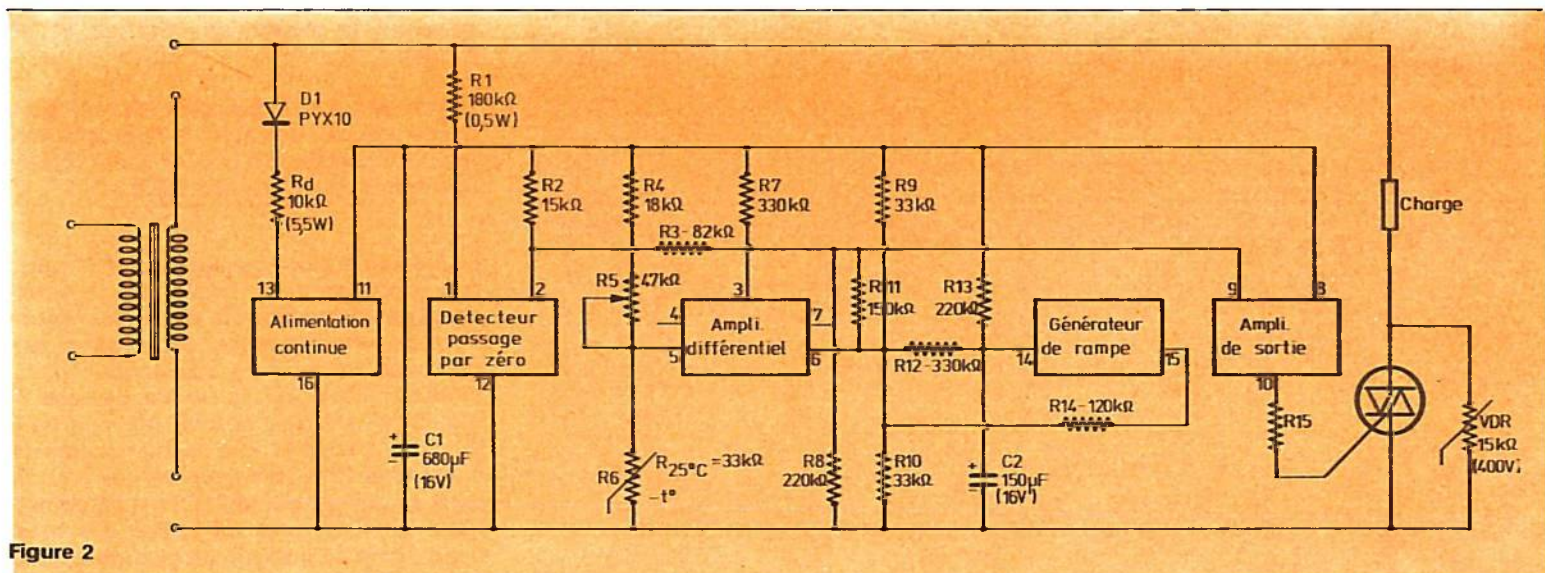 D1
PYX10
Rd
10kΩ
(5,5W)
R1
180kΩ
(0,5W)
R2
15kΩ
R4
18kΩ
R7
330kΩ
R9
33kΩ
R3-82kΩ
Charge
13
11
Alimentation
continue
16
1
2
Detecteur
passage
par zéro
12
R5
47kΩ
3
4
7
Ampli.
différentiel
5
6
R11
150kΩ
R13
220kΩ
R12-330kΩ
Générateur
de rampe
14
15
9
8
Ampli.
de sortie
10
R14-120kΩ
R15
VDR
15kΩ
(400V)
C1
680µF
(16V)
R6
R25°C =33kΩ
-t°
R8
220kΩ
R10
33kΩ
C2
150µF
(16V)
+
-
+
-
Figure 2